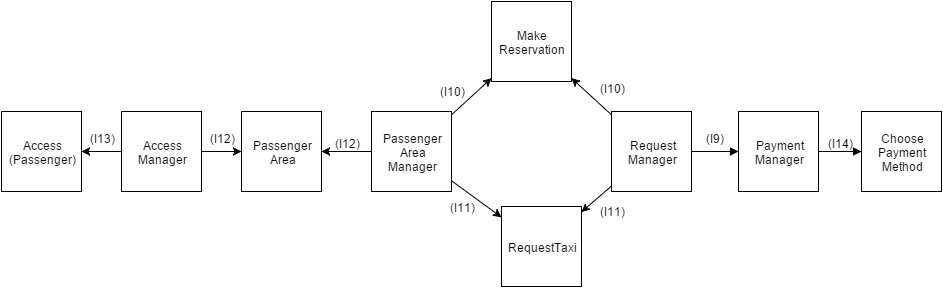 Make
Reservation
(I10)
(I10)
Access
(Passenger)
(I13)
Access
Manager
(I12)
Passenger
Area
(I12)
Passenger
Area
Manager
Request
Manager
(I9)
Payment
Manager
(I14)
Choose
Payment
Method
(I11)
(I11)
RequestTaxi